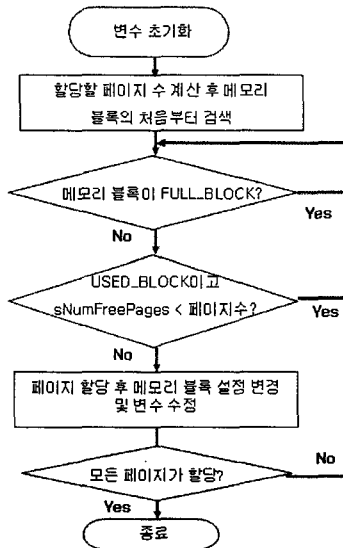 변수 초기화
할당할 페이지 수 계산 후 메모리
블록의 처음부터 검색
메모리 블록이 FULL_BLOCK?
Yes
No
USED_BLOCK이고
sNumFreePages < 페이지수?
Yes
No
페이지 할당 후 메모리 블록 설정 변경
및 변수 수정
모든 페이지가 할당?
No
Yes
종료